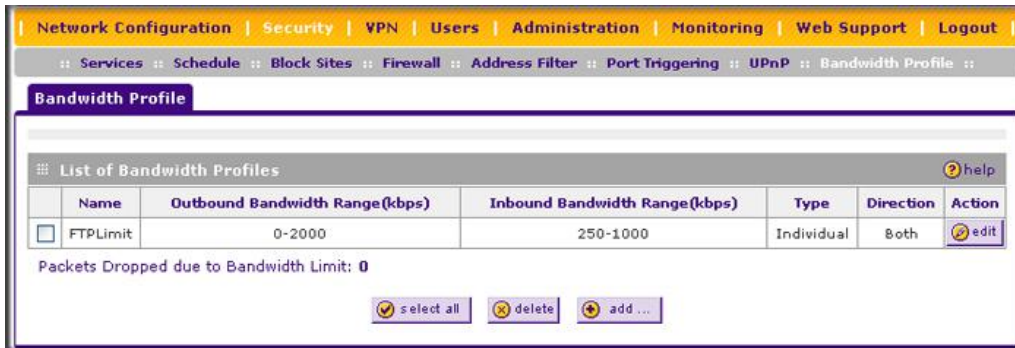 | Network Configuration | Security | VPN | Users | Administration | Monitoring | Web Support | Logout |
:: Services :: Schedule :: Block Sites :: Firewall :: Address Filter :: Port Triggering :: UPnP :: Bandwidth Profile ::
Bandwidth Profile
List of Bandwidth Profiles ? help
Name Outbound Bandwidth Range(kbps) Inbound Bandwidth Range(kbps) Type Direction Action
FTPLimit 0-2000 250-1000 Individual Both edit
Packets Dropped due to Bandwidth Limit: 0
select all delete add ...